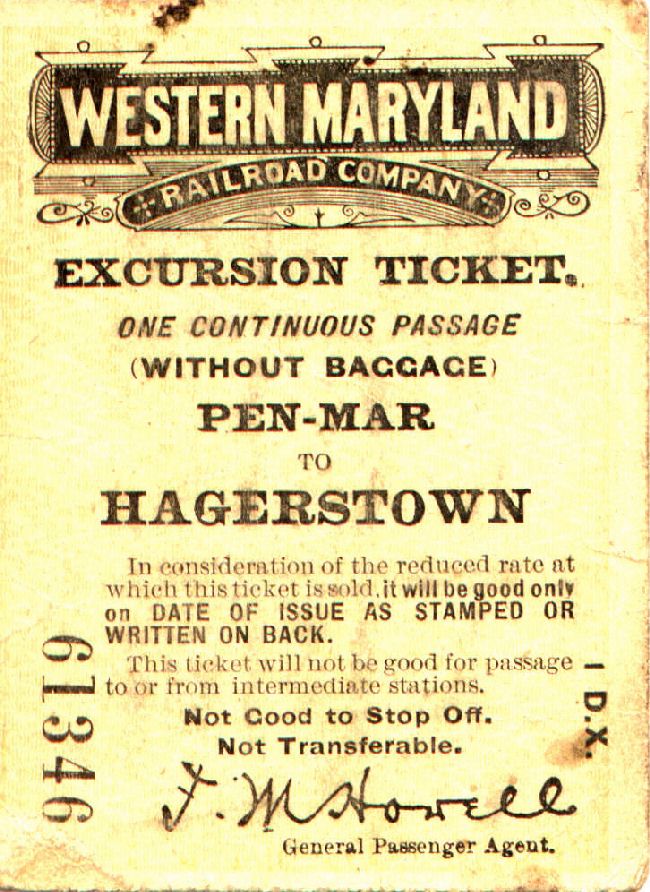 WESTERN MARYLAND
RAILROAD COMPANY
EXCURSION TICKET.
ONE CONTINUOUS PASSAGE
(WITHOUT BAGGAGE)
PEN-MAR
TO
HAGERSTOWN
In consideration of the reduced rate at
which this ticket is sold, it will be good only
on DATE OF ISSUE AS STAMPED OR
WRITTEN ON BACK.
This ticket will not be good for passage
to or from intermediate stations.
Not Good to Stop Off.
Not Transferable.
61346
1 D.X.
J. M Howell
General Passenger Agent.